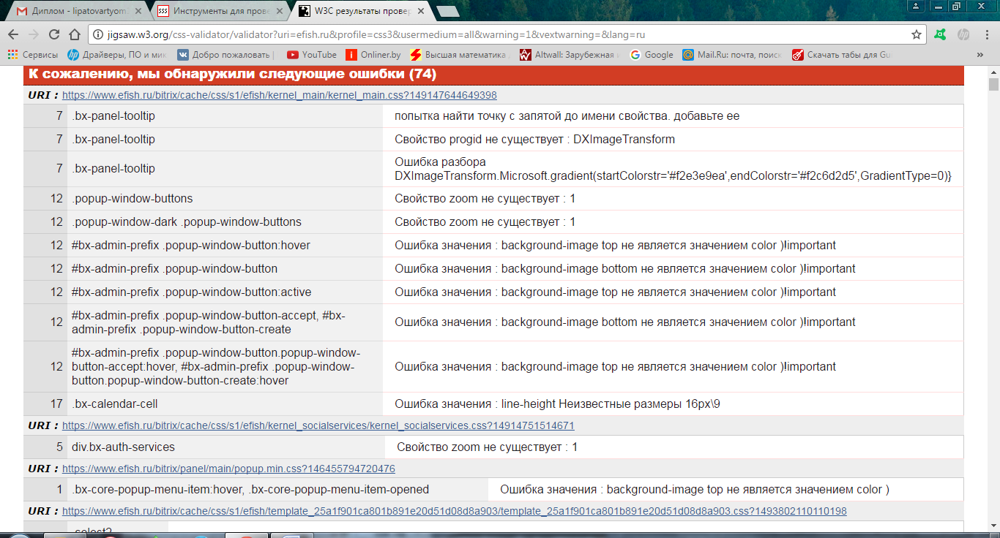 Диплом - lipatovartyom
Инструменты для прове
W3C результаты провер
jigsaw.w3.org/css-validator/validator?uri=efish.ru&profile=css3&usermedium=all&warning=1&vextwarning=&lang=ru
Сервисы Драйверы, ПО и мик Добро пожаловать | YouTube Onliner.by Высшая математика Altwall: Зарубежная Google Mail.Ru: почта, поиск Скачать табы для Gu
К сожалению, мы обнаружили следующие ошибки (74)
URI : https://www.efish.ru/bitrix/cache/css/s1/efish/kernel_main/kernel_main.css?149147644649398
7 .bx-panel-tooltip попытка найти точку с запятой до имени свойства. добавьте ее
7 .bx-panel-tooltip Свойство progid не существует : DXImageTransform
7 .bx-panel-tooltip Ошибка разбора
DXImageTransform.Microsoft.gradient(startColorstr='#f2e3e9ea',endColorstr='#f2c6d2d5',GradientType=0)}
12 .popup-window-buttons Свойство zoom не существует : 1
12 .popup-window-dark .popup-window-buttons Свойство zoom не существует : 1
12 #bx-admin-prefix .popup-window-button:hover Ошибка значения : background-image top не является значением color )!important
12 #bx-admin-prefix .popup-window-button Ошибка значения : background-image bottom не является значением color )!important
12 #bx-admin-prefix .popup-window-button:active Ошибка значения : background-image top не является значением color )!important
12 #bx-admin-prefix .popup-window-button-accept, #bx-
admin-prefix .popup-window-button-create Ошибка значения : background-image bottom не является значением color )!important
12 #bx-admin-prefix .popup-window-button.popup-window-
button-accept:hover, #bx-admin-prefix .popup-window-
button.popup-window-button-create:hover Ошибка значения : background-image top не является значением color )!important
17 .bx-calendar-cell Ошибка значения : line-height Неизвестные размеры 16px\9
URI : https://www.efish.ru/bitrix/cache/css/s1/efish/kernel_socialservices/kernel_socialservices.css?14914751514671
5 div.bx-auth-services Свойство zoom не существует : 1
URI : https://www.efish.ru/bitrix/panel/main/popup.min.css?146455794720476
1 .bx-core-popup-menu-item:hover, .bx-core-popup-menu-item-opened Ошибка значения : background-image top не является значением color )
URI : https://www.efish.ru/bitrix/cache/css/s1/efish/template_25a1f901ca801b891e20d51d08d8a903/template_25a1f901ca801b891e20d51d08d8a903.css?1493802110110198
.select2